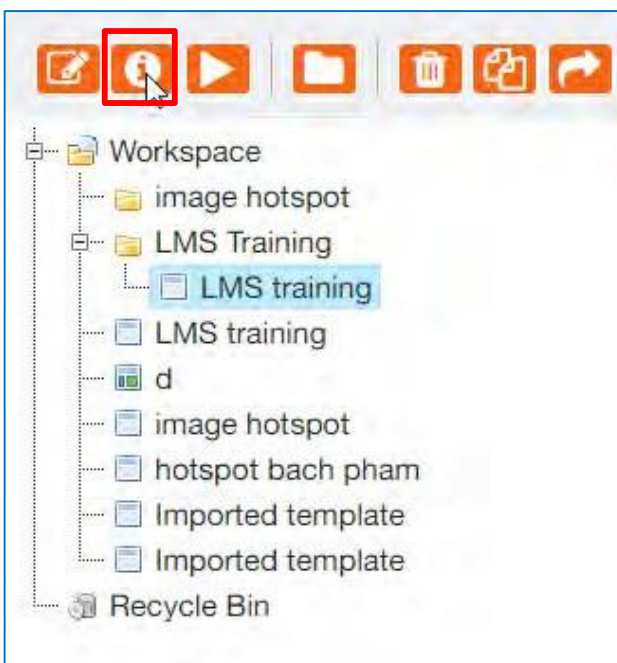 Workspace
image hotspot
LMS Training
LMS training
LMS training
d
image hotspot
hotspot bach pham
Imported template
Imported template
Recycle Bin